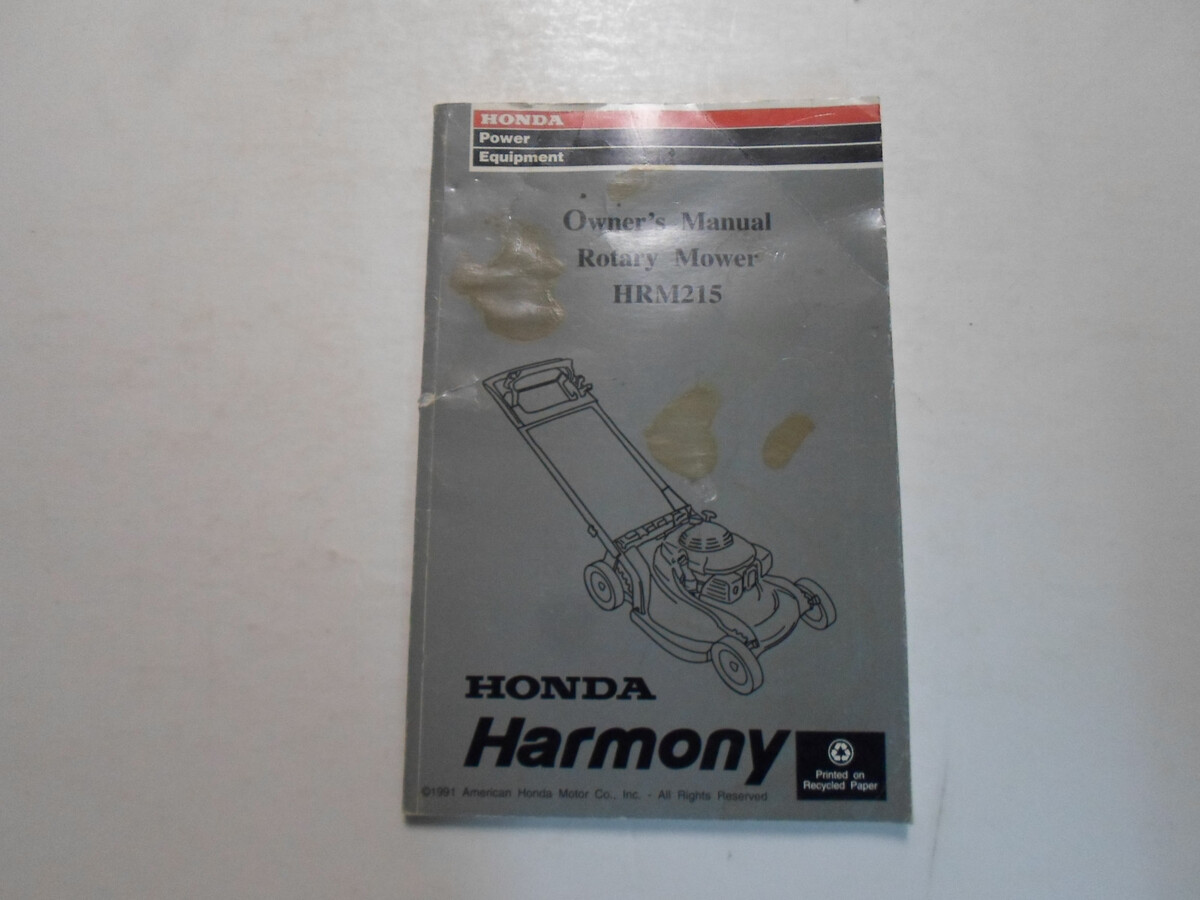 HONDA
Power
Equipment
Owner's Manual
Rotary Mower
HRM215
HONDA
Harmony
Printed on
Recycled Paper
©1991 American Honda Motor Co., Inc. - All Rights Reserved